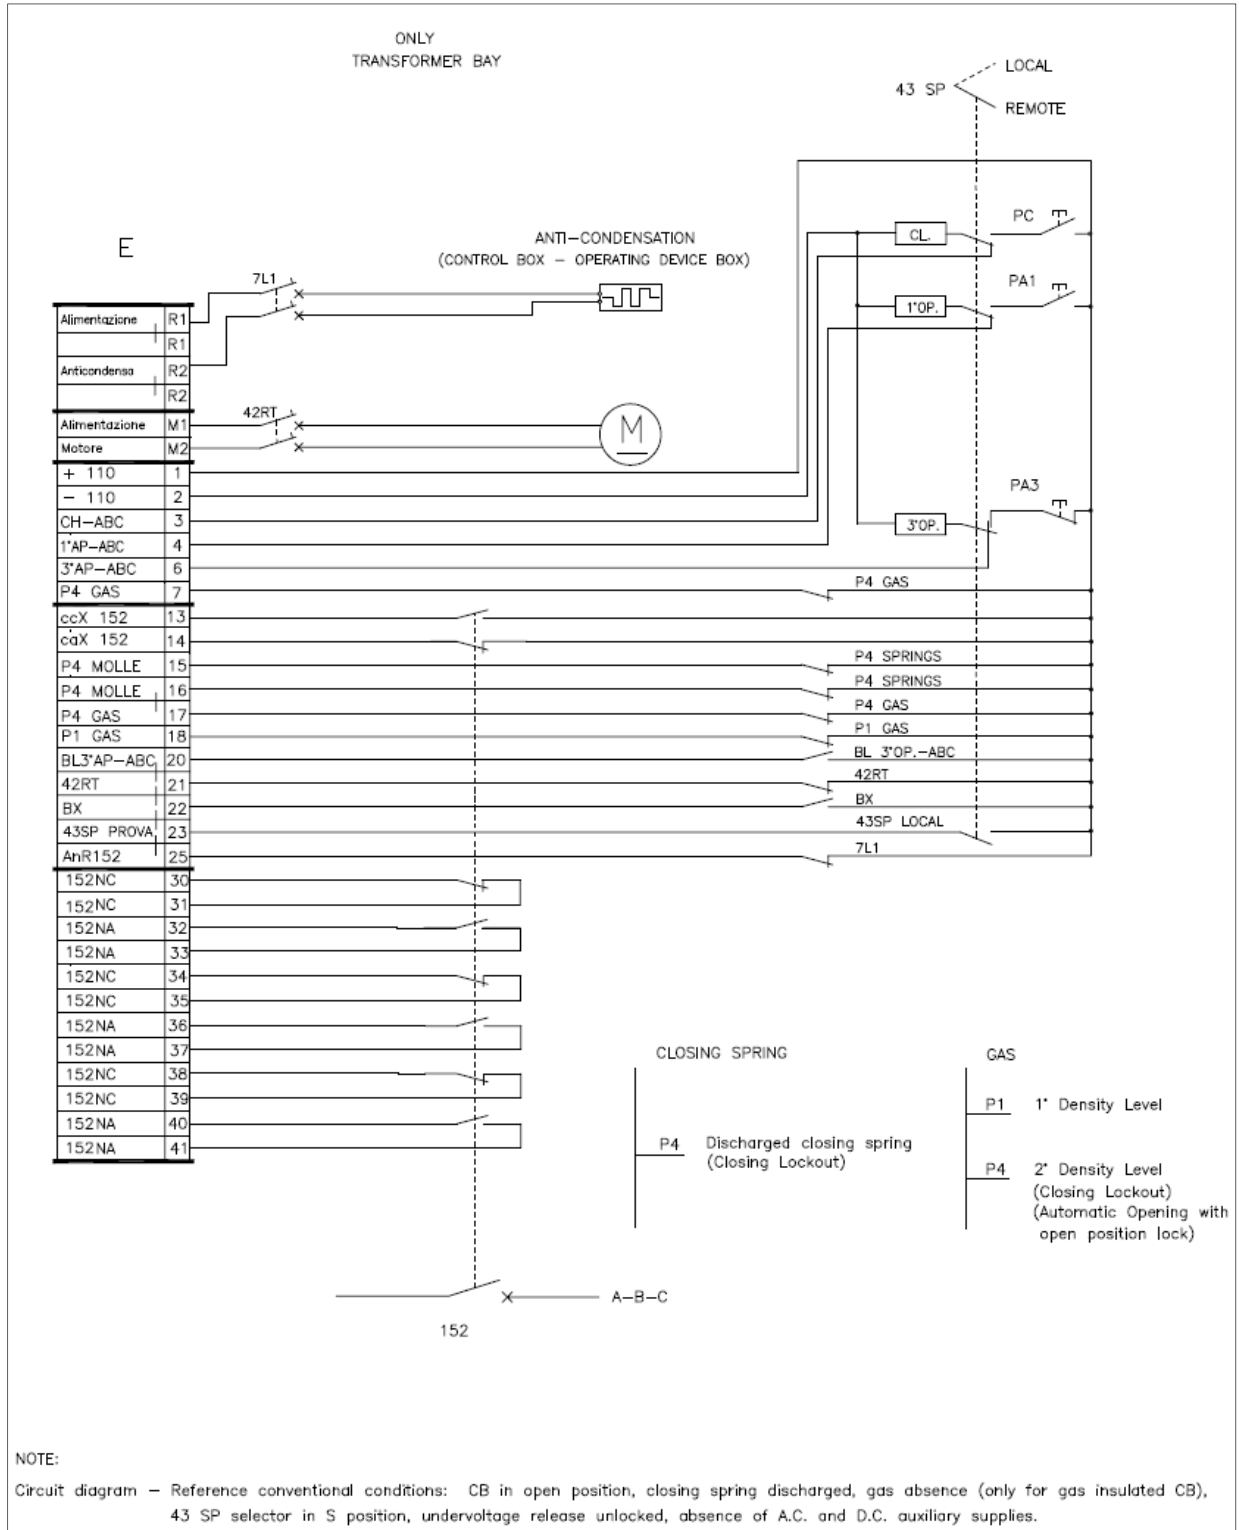 ONLY
TRANSFORMER BAY
43 SP
LOCAL
REMOTE
E
ANTI-CONDENSATION
(CONTROL BOX - OPERATING DEVICE BOX)
7L1
42RT
M
CL.
PC
1°OP.
PA1
3°OP.
PA3
Alimentazione R1
R1
Anticondensa R2
R2
Alimentazione M1
Motore M2
+ 110 1
- 110 2
CH-ABC 3
1°AP-ABC 4
3°AP-ABC 6
P4 GAS 7
P4 GAS
ccX 152 13
caX 152 14
P4 MOLLE 15
P4 SPRINGS
P4 MOLLE 16
P4 SPRINGS
P4 GAS 17
P4 GAS
P1 GAS 18
P1 GAS
BL3°AP-ABC 20
BL 3°OP.-ABC
42RT 21
42RT
BX 22
BX
43SP PROVA 23
43SP LOCAL
AnR152 25
7L1
152NC 30
152NC 31
152NA 32
152NA 33
152NC 34
152NC 35
152NA 36
152NA 37
152NC 38
152NC 39
152NA 40
152NA 41
CLOSING SPRING
P4 Discharged closing spring
(Closing Lockout)
GAS
P1 1° Density Level
P4 2° Density Level
(Closing Lockout)
(Automatic Opening with
open position lock)
A-B-C
152
NOTE:
Circuit diagram - Reference conventional conditions: CB in open position, closing spring discharged, gas absence (only for gas insulated CB),
43 SP selector in S position, undervoltage release unlocked, absence of A.C. and D.C. auxiliary supplies.